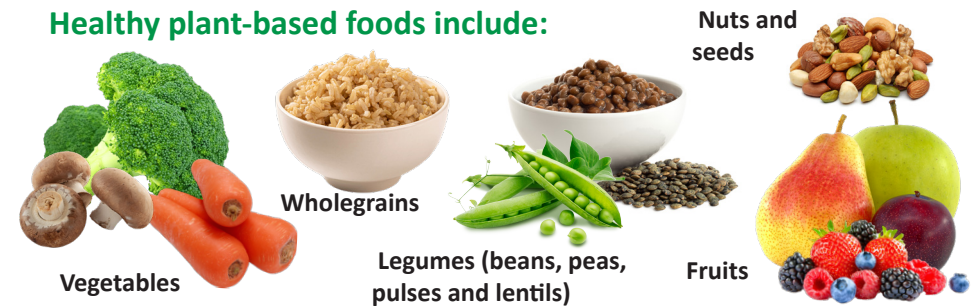 Healthy plant-based foods include:
Nuts and
seeds
Wholegrains
Vegetables
Legumes (beans, peas,
pulses and lentils)
Fruits